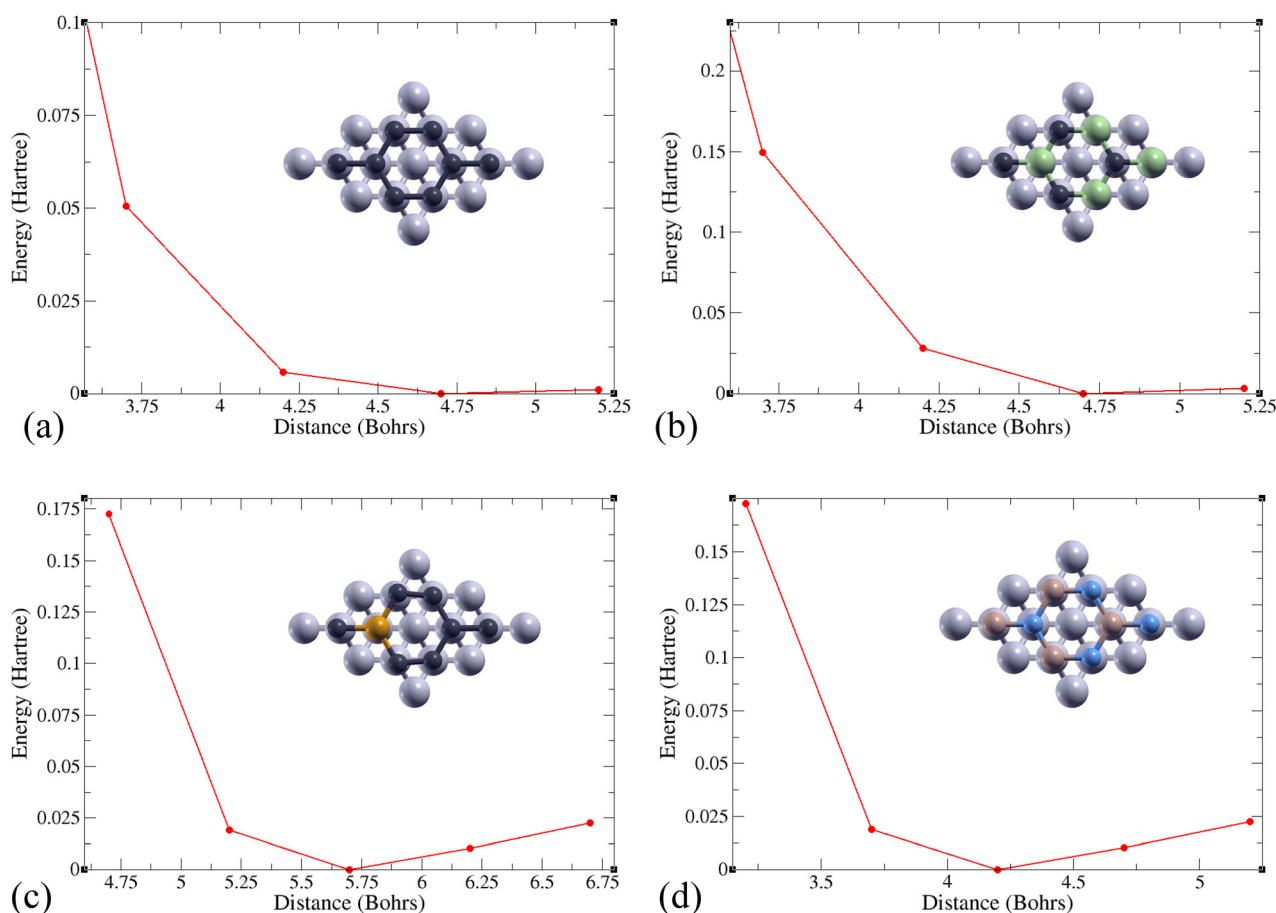 0.1
0.075
0.05
0.025
0
Energy (Hartree)
3.75 4 4.25 4.5 4.75 5 5.25
(a) Distance (Bohrs)
0.2
0.15
0.1
0.05
0
Energy (Hartree)
3.75 4 4.25 4.5 4.75 5 5.25
(b) Distance (Bohrs)
0.175
0.15
0.125
0.1
0.075
0.05
0.025
0
Energy (Hartree)
4.75 5 5.25 5.5 5.75 6 6.25 6.5 6.75
(c) Distance (Bohrs)
0.15
0.125
0.1
0.075
0.05
0.025
0
Energy (Hartree)
3.5 4 4.5 5
(d) Distance (Bohrs)